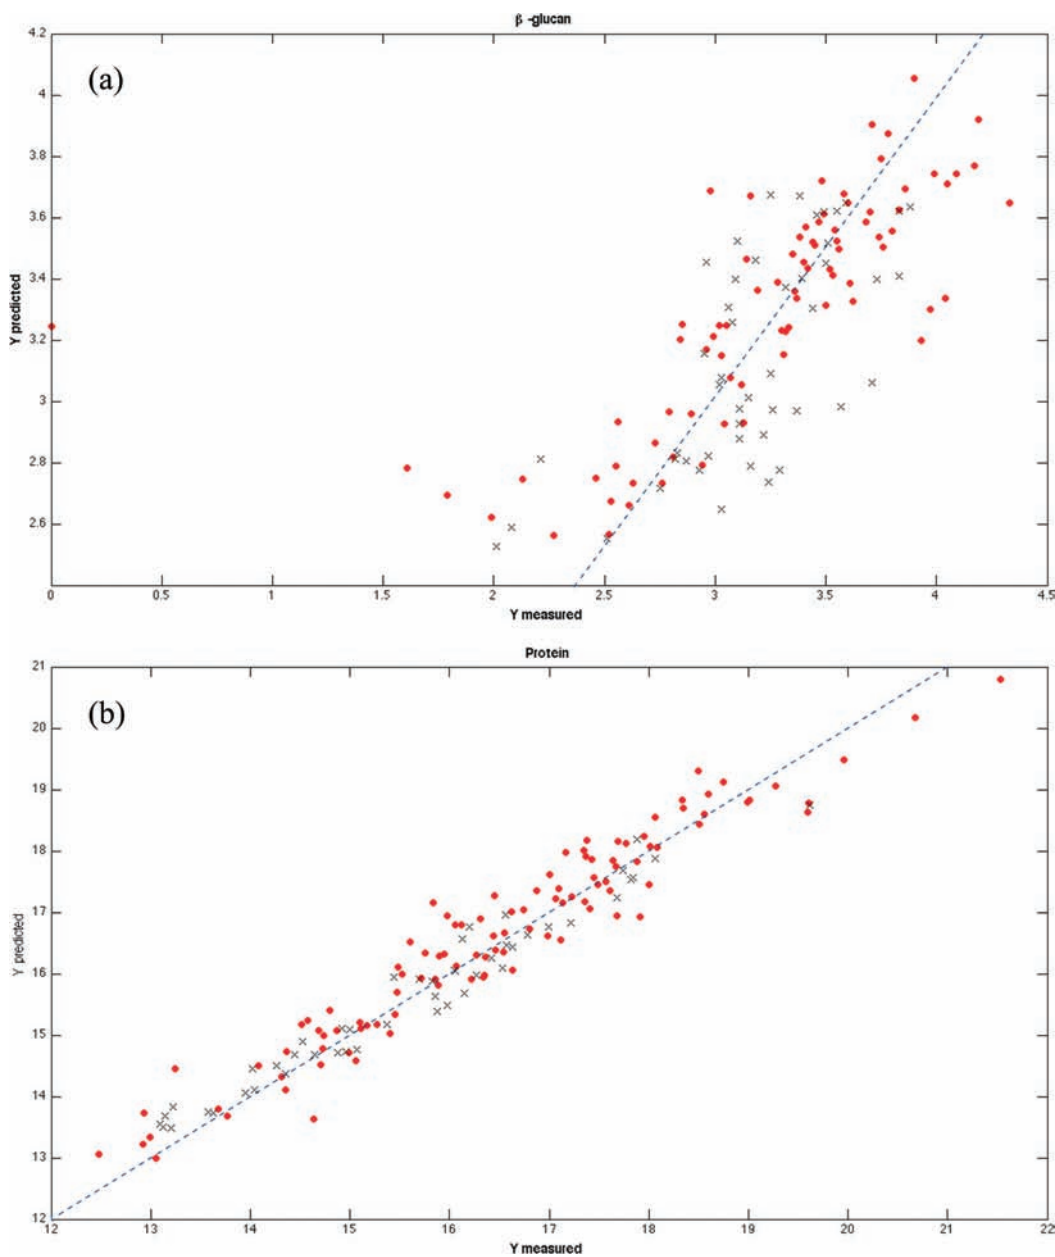 β -glucan
(a)
Y predicted
4.2
4
3.8
3.6
3.4
3.2
3
2.8
2.6
0 0.5 1 1.5 2 2.5 3 3.5 4 4.5
Y measured
Protein
(b)
Y predicted
21
20
19
18
17
16
15
14
13
12
12 13 14 15 16 17 18 19 20 21 22
Y measured